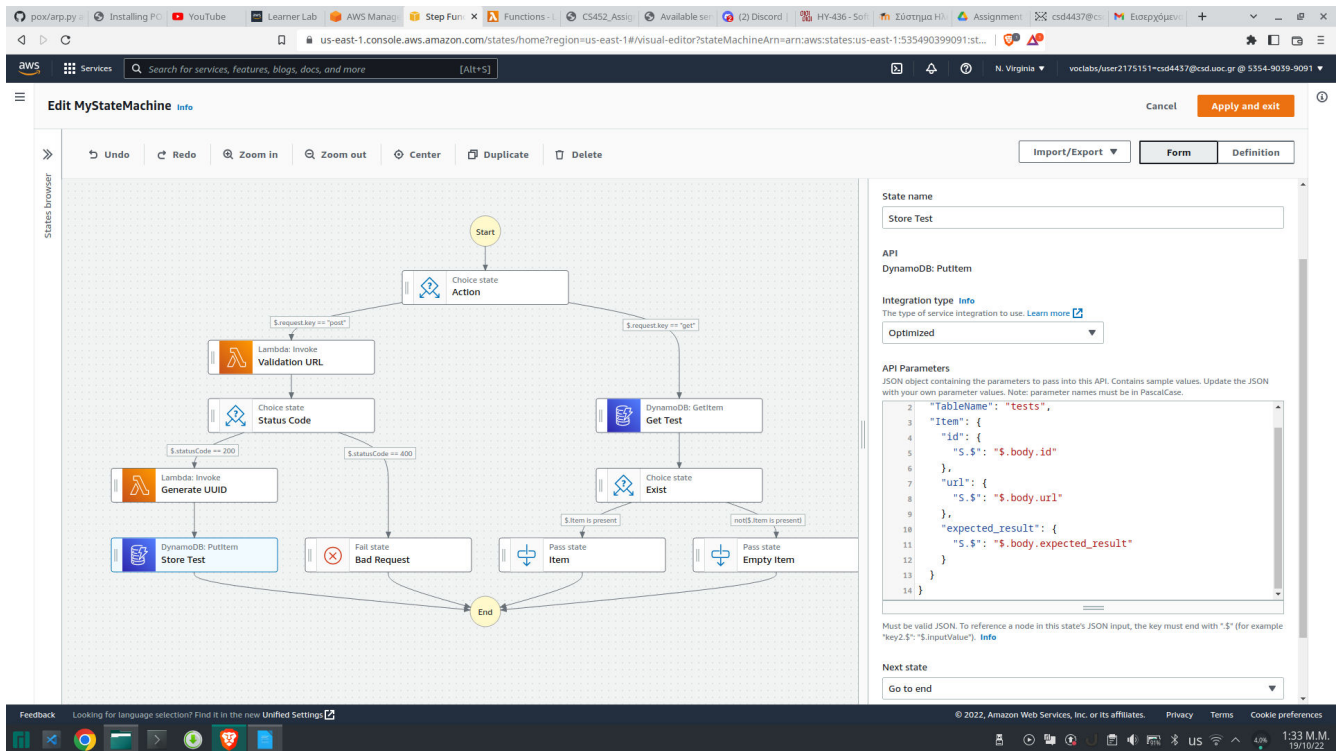 pox/arp.py a
Installing PO
YouTube
Learner Lab
AWS Manag
Step Func
Functions - L
CS452_Assig
Available ser
(2) Discord
HY-436 - Sof
Σύστημα Ηλ
Assignment
csd4437@cs
Εισερχόμενα
us-east-1.console.aws.amazon.com/states/home?region=us-east-1#/visual-editor?stateMachineArn=arn:aws:states:us-east-1:535490399091:st...
aws
Services
Search for services, features, blogs, docs, and more
[Alt+S]
N. Virginia
voclabs/user2175151=csd4437@csd.uoc.gr @ 5354-9039-9091
Edit MyStateMachine Info
Cancel
Apply and exit
Undo
Redo
Zoom in
Zoom out
Center
Duplicate
Delete
Import/Export
Form
Definition
States browser
Start
Choice state
Action
$.request.key == "post"
$.request.key == "get"
Lambda: Invoke
Validation URL
Choice state
Status Code
DynamoDB: GetItem
Get Test
$.statusCode == 200
$.statusCode == 400
Lambda: Invoke
Generate UUID
Choice state
Exist
$.Item is present
not($.Item is present)
DynamoDB: PutItem
Store Test
Fail state
Bad Request
Pass state
Item
Pass state
Empty Item
End
State name
Store Test
API
DynamoDB: PutItem
Integration type Info
The type of service integration to use. Learn more
Optimized
API Parameters
JSON object containing the parameters to pass into this API. Contains sample values. Update the JSON
with your own parameter values. Note: parameter names must be in PascalCase.
2 "TableName": "tests",
3 "Item": {
4 "id": {
5 "S.$": "$.body.id"
6 },
7 "url": {
8 "S.$": "$.body.url"
9 },
10 "expected_result": {
11 "S.$": "$.body.expected_result"
12 }
13 }
14 }
Must be valid JSON. To reference a node in this state's JSON input, the key must end with ".$" (for example
"key2.$": "$.inputValue"). Info
Next state
Go to end
Feedback
Looking for language selection? Find it in the new Unified Settings
© 2022, Amazon Web Services, Inc. or its affiliates.
Privacy
Terms
Cookie preferences
US
1:33 M.M.
19/10/22